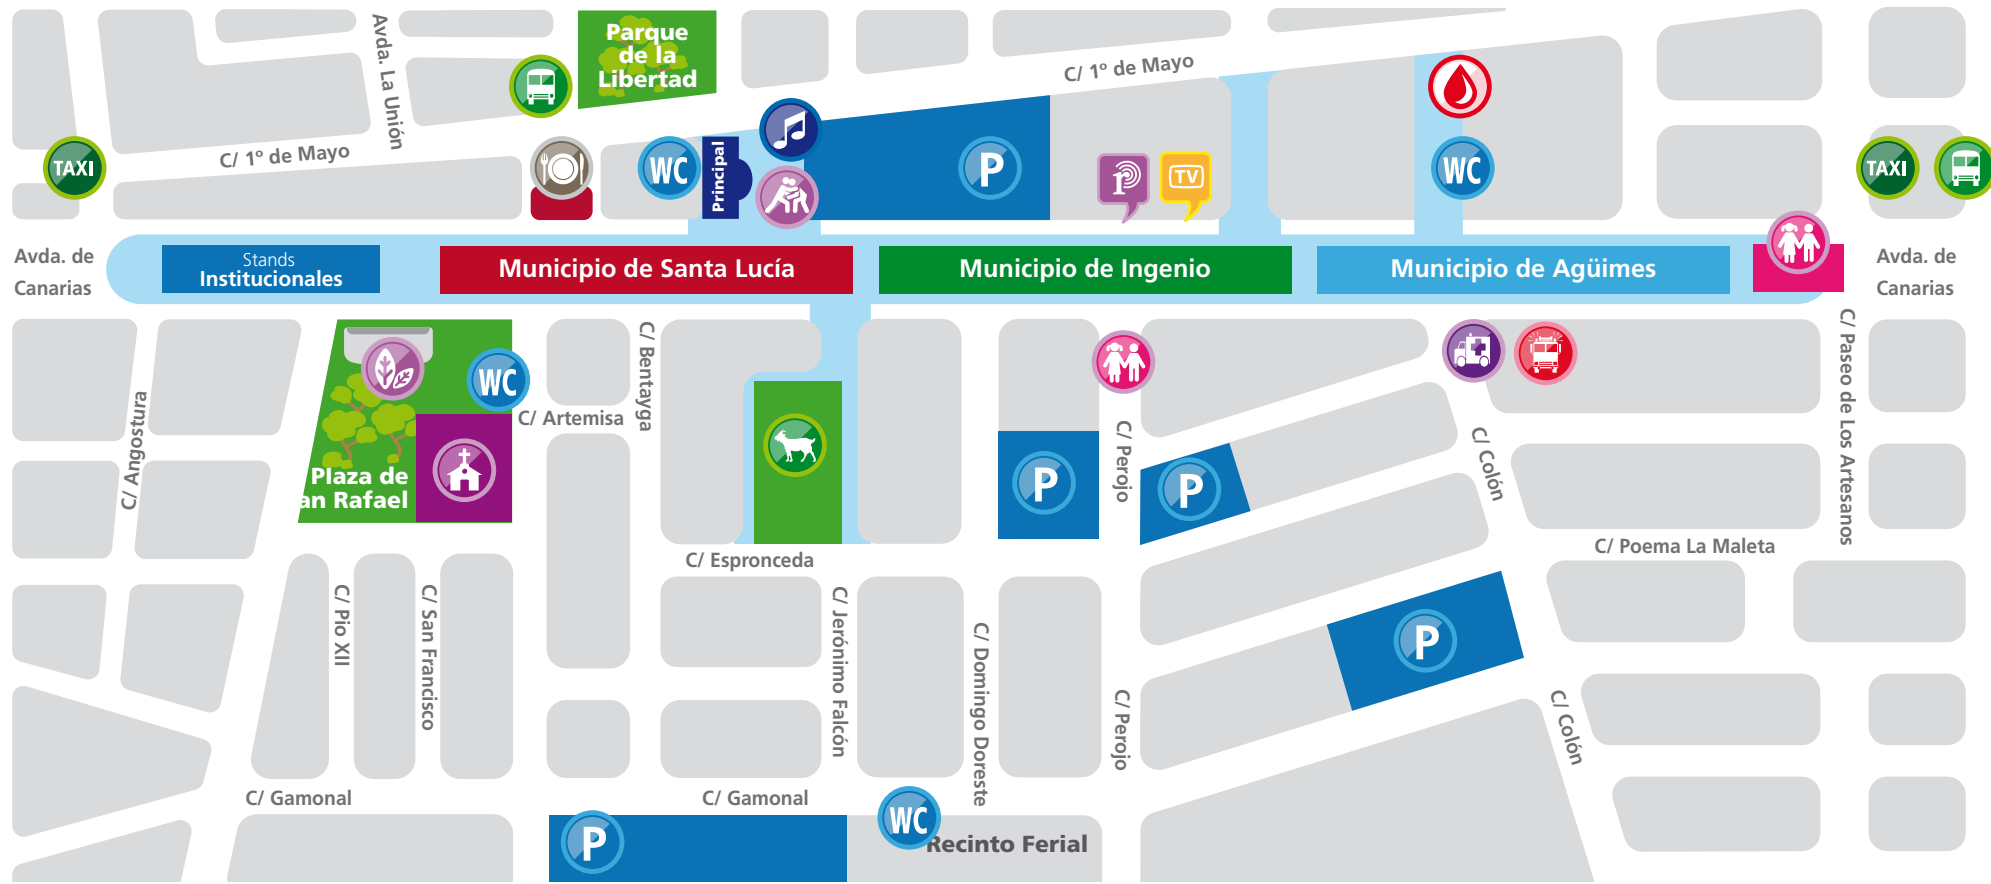 Avda. La Unión
Parque
de la
Libertad
C/ 1º de Mayo
C/ 1º de Mayo
TAXI
WC
Principal
P
r
TV
WC
TAXI
Avda. de
Canarias
Stands
Institucionales
Municipio de Santa Lucía
Municipio de Ingenio
Municipio de Agüimes
Avda. de
Canarias
C/ Angostura
WC
Plaza de
an Rafael
C/ Artemisa
C/ Bentayga
P
C/ Perojo
P
C/ Colón
C/ Paseo de Los Artesanos
C/ Poema La Maleta
C/ Espronceda
C/ Pio XII
C/ San Francisco
C/ Jerónimo Falcón
C/ Domingo Doreste
C/ Perojo
P
C/ Colón
C/ Gamonal
C/ Gamonal
P
WC
Recinto Ferial